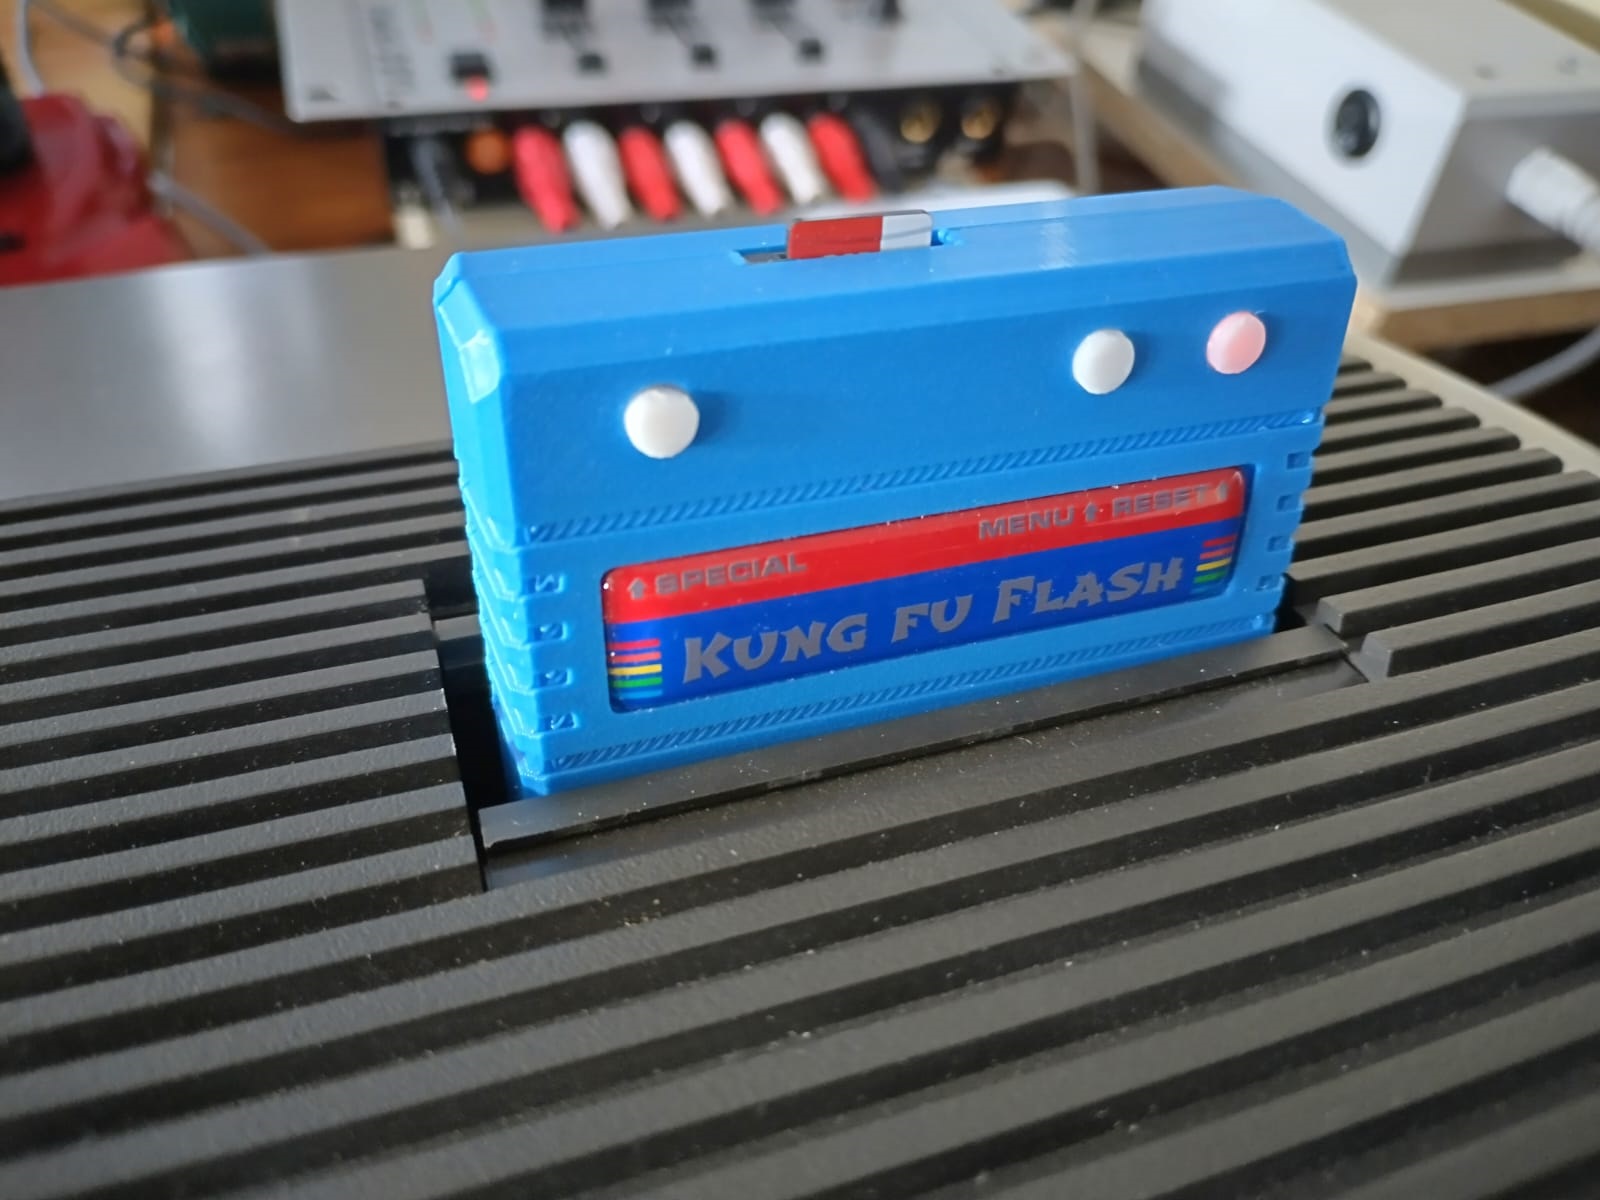 ↑SPECIAL MENU↑ RESET↑
KUNG FU FLASH